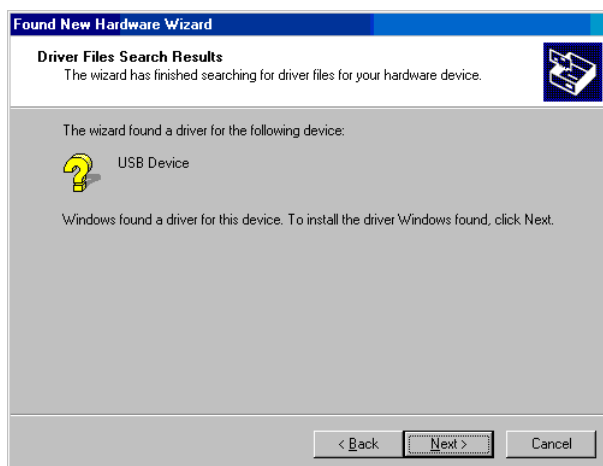 Found New Hardware Wizard
Driver Files Search Results
The wizard has finished searching for driver files for your hardware device.
The wizard found a driver for the following device:
USB Device
Windows found a driver for this device. To install the driver Windows found, click Next.
< Back Next > Cancel